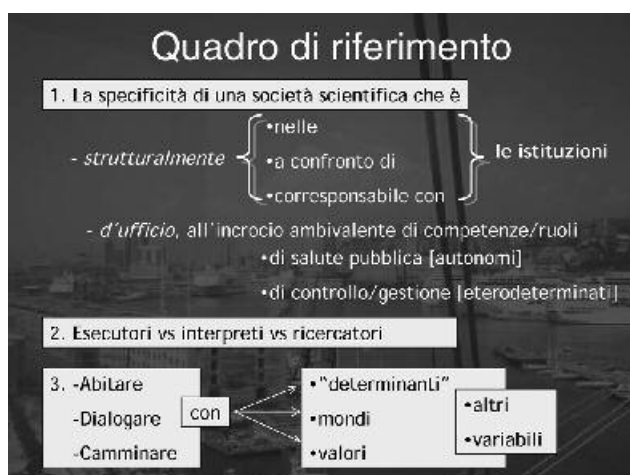 Quadro di riferimento
1. La specificità di una società scientifica che è
•nelle
- strutturalmente
•a confronto di
le istituzioni
•corresponsabile con
- d'ufficio, all'incrocio ambivalente di competenze/ruoli
•di salute pubblica [autonomi]
•di controllo/gestione [eterodeterminati]
2. Esecutori vs interpreti vs ricercatori
3. -Abitare
-Dialogare
-Camminare
con
•"determinanti"
•mondi
•valori
•altri
•variabili